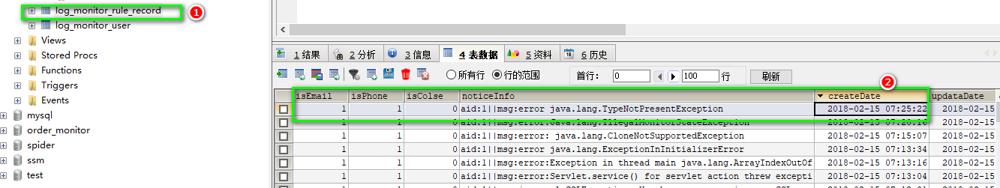 log_monitor_rule_record
1
log_monitor_user
Views
Stored Procs
Functions
Triggers
Events
mysql
order_monitor
spider
ssm
test
1 结果 2 分析 3 信息 4 表数据 5 资料 6 历史
所有行 行的范围 首行： 0 100 行 刷新
2
isEmail isPhone isColse noticeInfo createDate updataDate
1 1 0 aid:1||msg:error java.lang.TypeNotPresentException 2018-02-15 07:25:22 2018-02-15
1 1 0 aid:1||msg:error:Java.lang.IllegalMonitorStateException 2018-02-15 2018-02-15
1 1 0 aid:1||msg:error: java.lang.CloneNotSupportedException 2018-02-15 07:15:07 2018-02-15
1 1 0 aid:1||msg:error java.lang.ExceptionInInitializerError 2018-02-15 07:13:34 2018-02-15
1 1 0 aid:1||msg:error:Exception in thread main java.lang.ArrayIndexOutOf 2018-02-15 07:13:16 2018-02-15
1 1 0 aid:1||msg:error:Servlet.service() for servlet action threw excepti 2018-02-15 07:13:04 2018-02-15